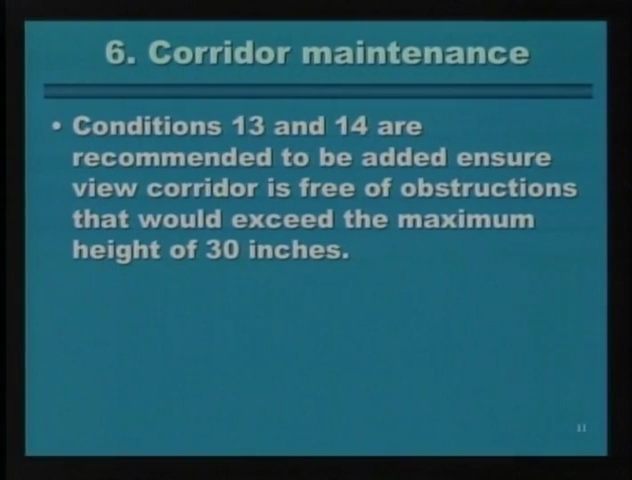 6. Corridor maintenance
• Conditions 13 and 14 are
recommended to be added ensure
view corridor is free of obstructions
that would exceed the maximum
height of 30 inches.
11